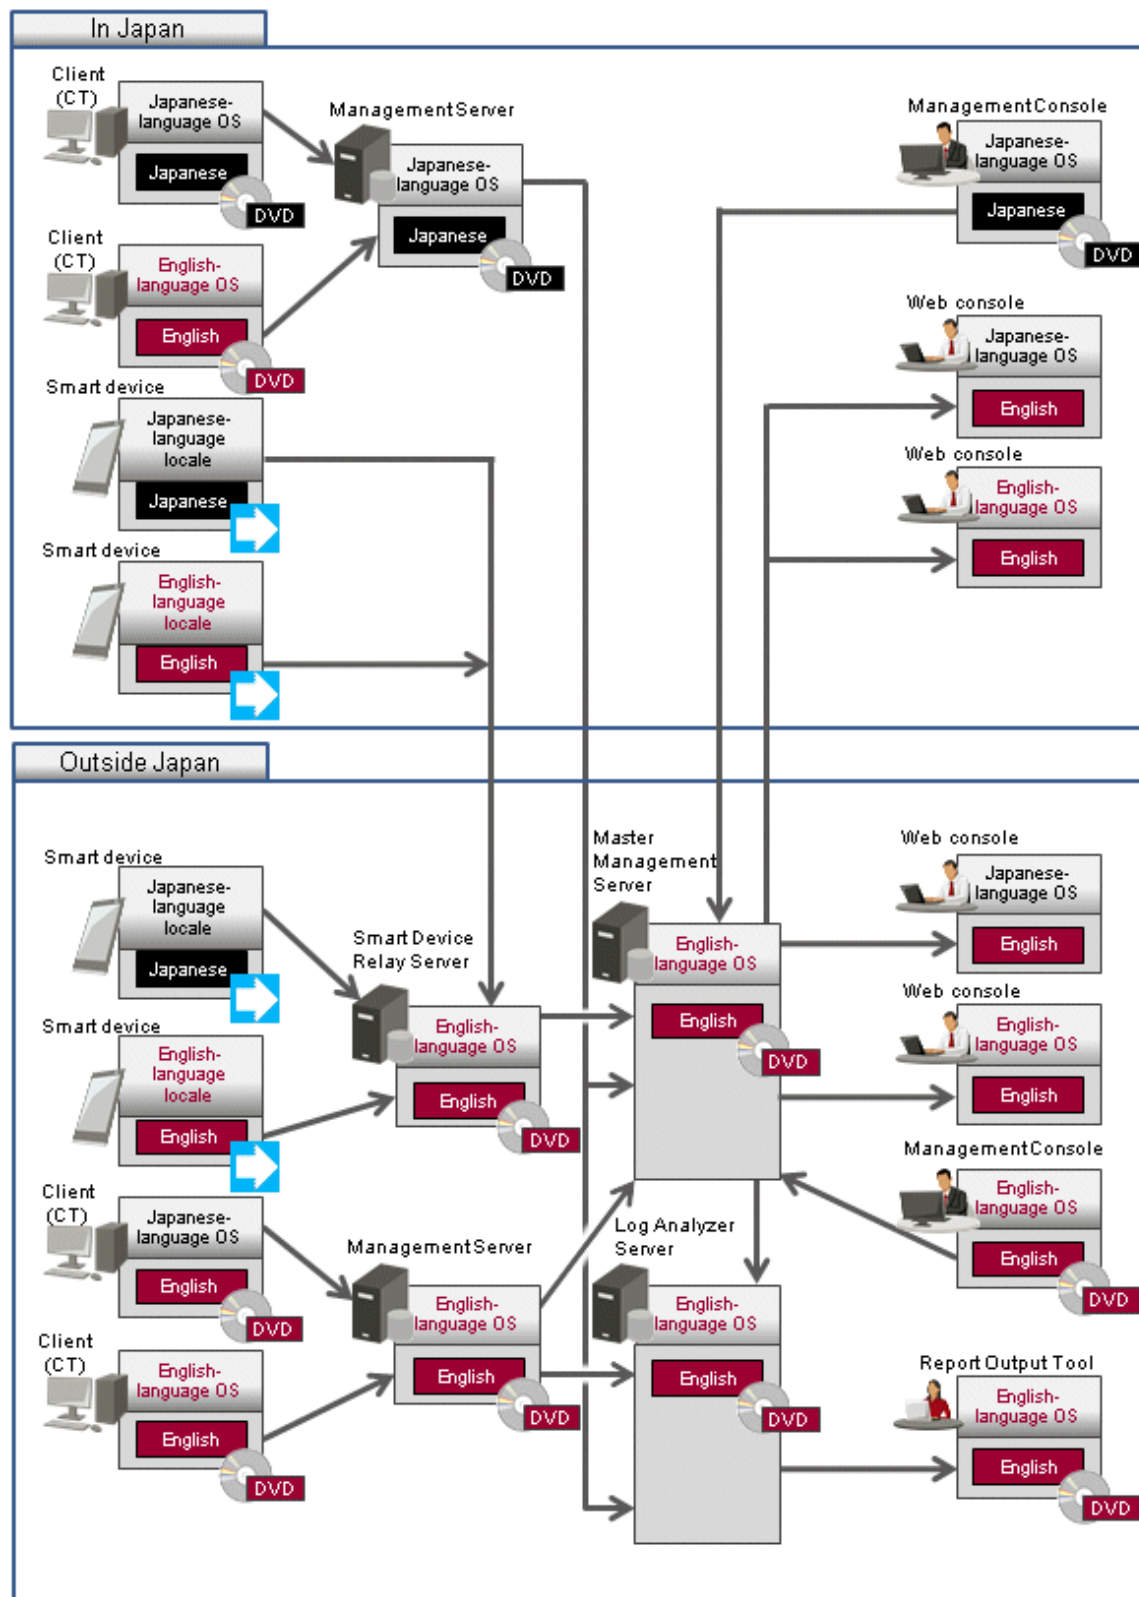 In Japan
Client
(CT)
Japanese-
language OS
Japanese
DVD
Management Server
Japanese-
language OS
Japanese
DVD
Management Console
Japanese-
language OS
Japanese
DVD
Client
(CT)
English-
language OS
English
DVD
Web console
Japanese-
language OS
English
Smart device
Japanese-
language
locale
Japanese
Web console
English-
language OS
English
Smart device
English-
language
locale
English
Outside Japan
Smart device
Japanese-
language
locale
Japanese
Smart Device
Relay Server
English-
language OS
English
DVD
Master
Management
Server
English-
language OS
English
DVD
Web console
Japanese-
language OS
English
Smart device
English-
language
locale
English
Web console
English-
language OS
English
Client
(CT)
Japanese-
language OS
English
DVD
Management Server
English-
language OS
English
DVD
Log Analyzer
Server
English-
language OS
English
DVD
Management Console
English-
language OS
English
DVD
Client
(CT)
English-
language OS
English
DVD
Report Output Tool
English-
language OS
English
DVD